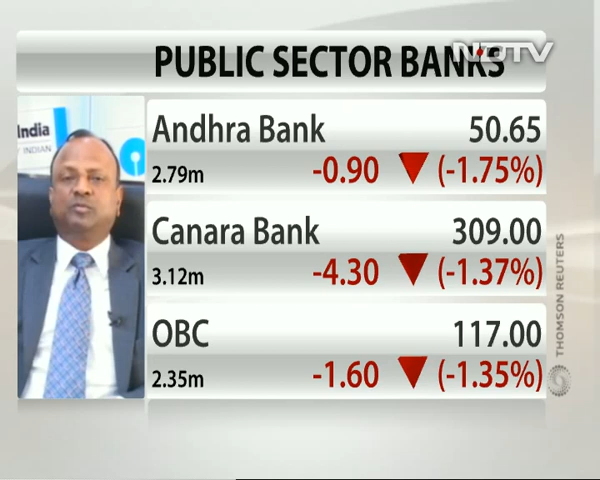 NDTV
PUBLIC SECTOR BANKS
India
INDIAN
Andhra Bank 50.65
2.79m -0.90 ▼ (-1.75%)
Canara Bank 309.00
3.12m -4.30 ▼ (-1.37%)
OBC 117.00
2.35m -1.60 ▼ (-1.35%)
THOMSON REUTERS